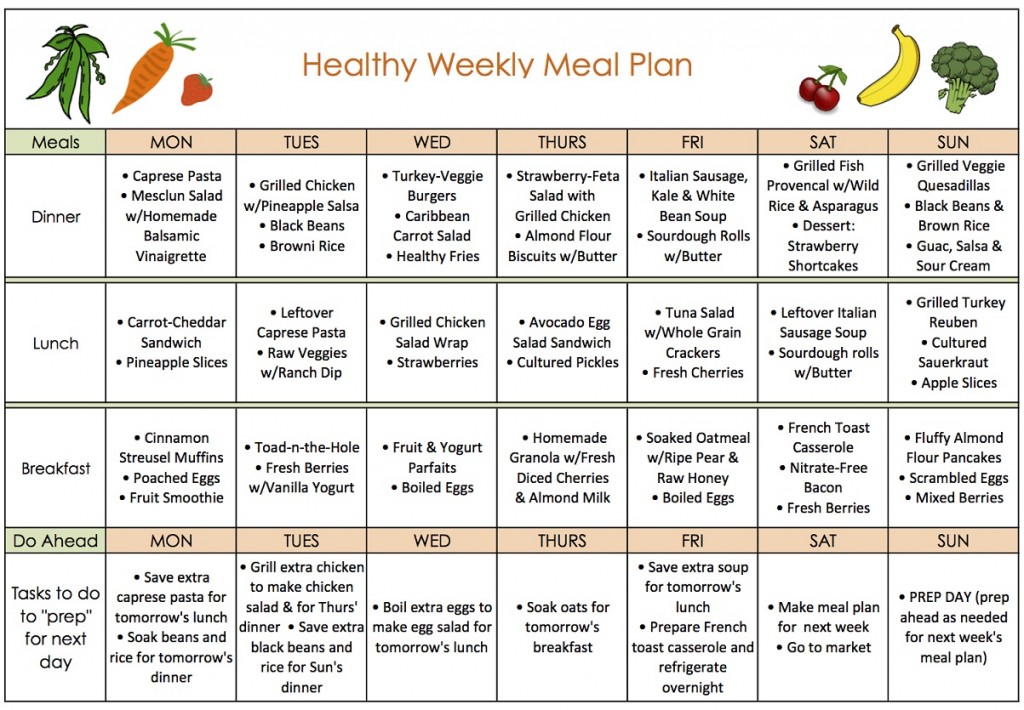 Healthy Weekly Meal Plan
Meals
MON
TUES
WED
THURS
FRI
SAT
SUN
Dinner
• Caprese Pasta
• Mesclun Salad
w/Homemade
Balsamic
Vinaigrette
• Grilled Chicken
w/Pineapple Salsa
• Black Beans
• Browni Rice
• Turkey-Veggie
Burgers
• Caribbean
Carrot Salad
• Healthy Fries
• Strawberry-Feta
Salad with
Grilled Chicken
• Almond Flour
Biscuits w/Butter
• Italian Sausage,
Kale & White
Bean Soup
• Sourdough Rolls
w/Butter
• Grilled Fish
Provencal w/Wild
Rice & Asparagus
• Dessert:
Strawberry
Shortcakes
• Grilled Veggie
Quesadillas
• Black Beans &
Brown Rice
• Guac, Salsa &
Sour Cream
Lunch
• Carrot-Cheddar
Sandwich
• Pineapple Slices
• Leftover
Caprese Pasta
• Raw Veggies
w/Ranch Dip
• Grilled Chicken
Salad Wrap
• Strawberries
• Avocado Egg
Salad Sandwich
• Cultured Pickles
• Tuna Salad
w/Whole Grain
Crackers
• Fresh Cherries
• Leftover Italian
Sausage Soup
• Sourdough rolls
w/Butter
• Grilled Turkey
Reuben
• Cultured
Sauerkraut
• Apple Slices
Breakfast
• Cinnamon
Streusel Muffins
• Poached Eggs
• Fruit Smoothie
• Toad-n-the-Hole
• Fresh Berries
w/Vanilla Yogurt
• Fruit & Yogurt
Parfaits
• Boiled Eggs
• Homemade
Granola w/Fresh
Diced Cherries
& Almond Milk
• Soaked Oatmeal
w/Ripe Pear &
Raw Honey
• Boiled Eggs
• French Toast
Casserole
• Nitrate-Free
Bacon
• Fresh Berries
• Fluffy Almond
Flour Pancakes
• Scrambled Eggs
• Mixed Berries
Do Ahead
MON
TUES
WED
THURS
FRI
SAT
SUN
Tasks to do
to "prep"
for next
day
• Save extra
caprese pasta for
tomorrow's lunch
• Soak beans and
rice for tomorrow's
dinner
• Grill extra chicken
to make chicken
salad & for Thurs'
dinner • Save extra
black beans and
rice for Sun's
dinner
• Boil extra eggs to
make egg salad for
tomorrow's lunch
• Soak oats for
tomorrow's
breakfast
• Save extra soup
for tomorrow's
lunch
• Prepare French
toast casserole and
refrigerate
overnight
• Make meal plan
for next week
• Go to market
• PREP DAY (prep
ahead as needed
for next week's
meal plan)